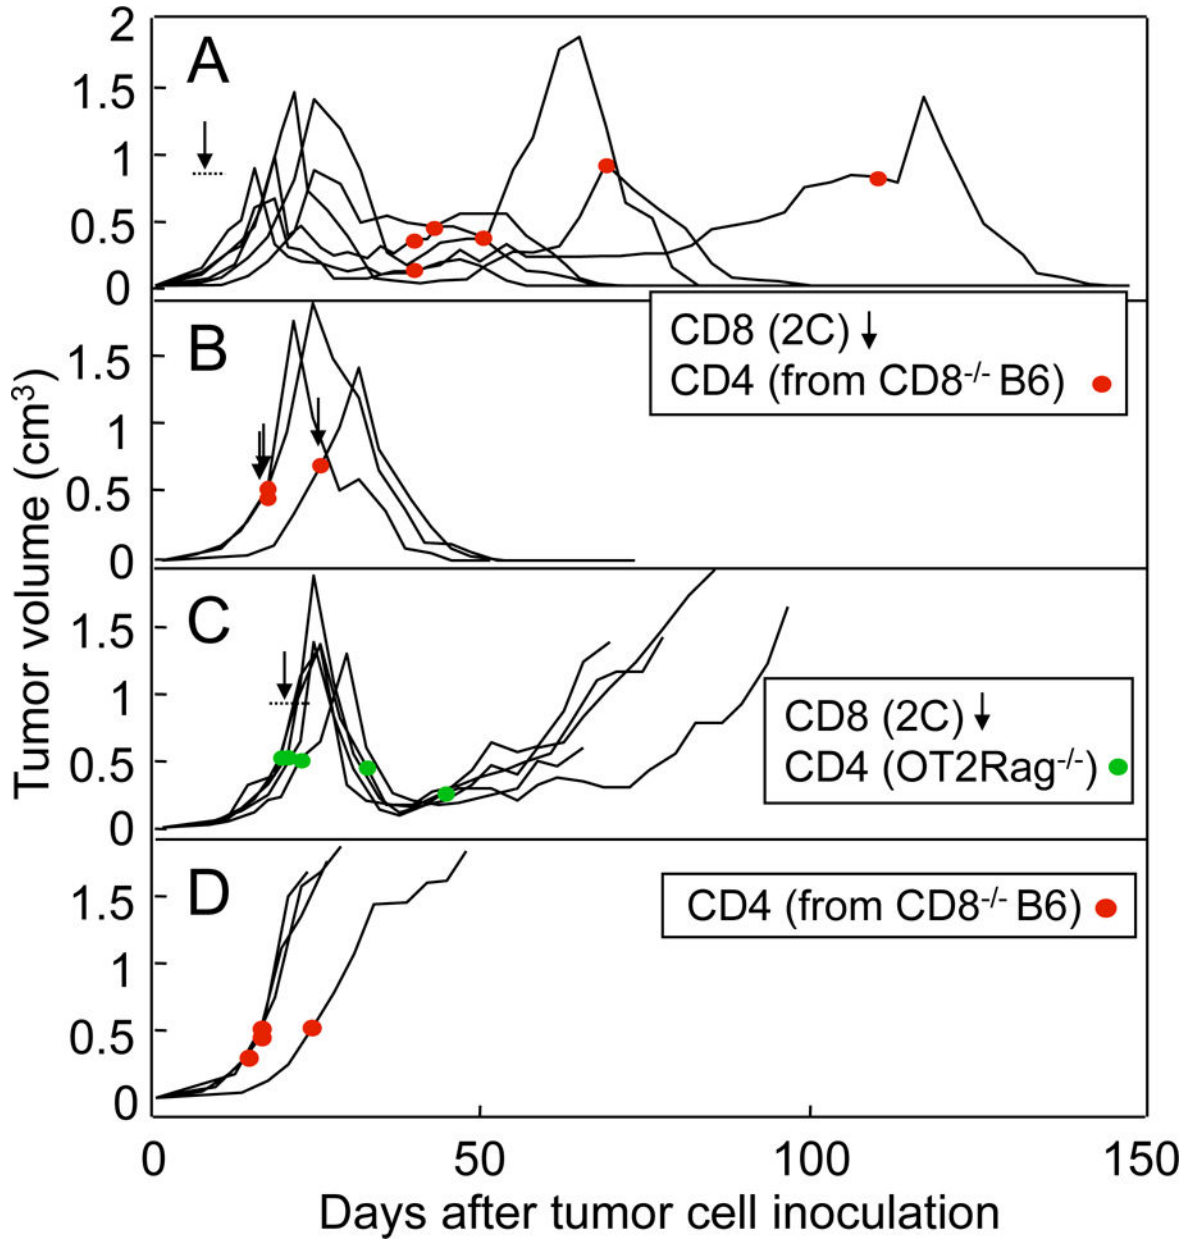 Tumor volume (cm³)
2
1.5
1
0.5
0
A
CD8 (2C) ↓
CD4 (from CD8⁻/⁻ B6)
1.5
1
0.5
0
B
1.5
1
0.5
0
C
CD8 (2C) ↓
CD4 (OT2Rag⁻/⁻)
1.5
1
0.5
0
D
CD4 (from CD8⁻/⁻ B6)
0 50 100 150
Days after tumor cell inoculation